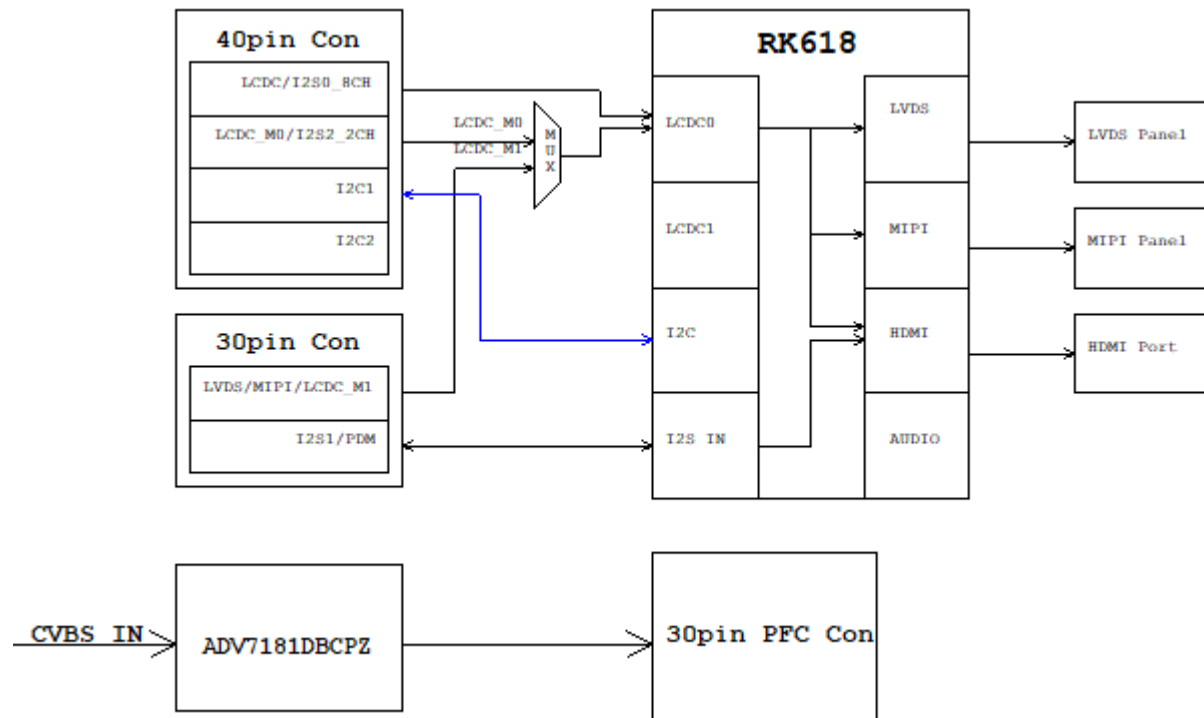 40pin Con
LCDC/I2S0_8CH
LCDC_M0/I2S2_2CH
I2C1
I2C2
LCDC_M0
LCDC_M1
MUX
30pin Con
LVDS/MIPI/LCDC_M1
I2S1/PDM
RK618
LCDC0
LCDC1
I2C
I2S IN
LVDS
MIPI
HDMI
AUDIO
LVDS Panel
MIPI Panel
HDMI Port
CVBS IN
ADV7181DBCPZ
30pin PFC Con